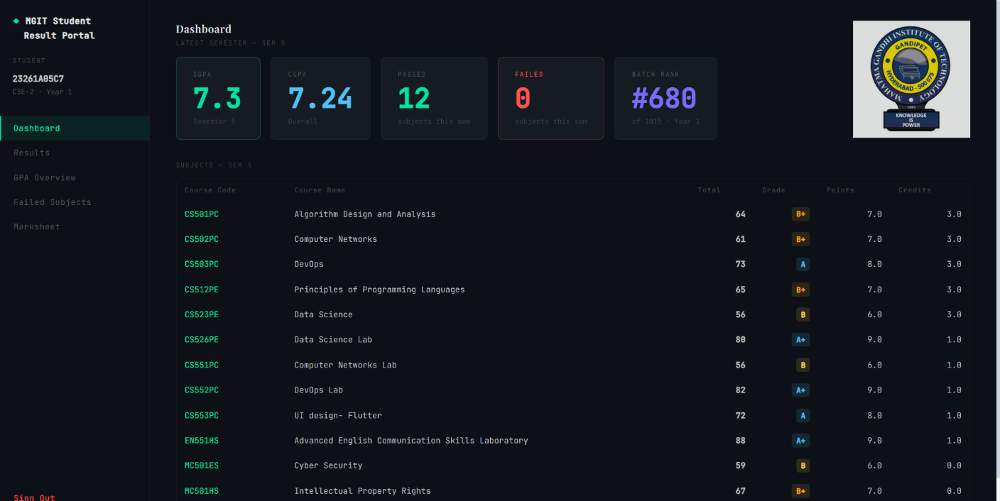 ◆ MGIT Student
Result Portal
STUDENT
23261A05C7
CSE-2 · Year 1
Dashboard
Results
GPA Overview
Failed Subjects
Marksheet
Sign Out
Dashboard
LATEST SEMESTER — SEM 5
SGPA
7.3
Semester 5
CGPA
7.24
Overall
PASSED
12
subjects this sem
FAILED
0
subjects this sem
BATCH RANK
#680
of 1015 · Year 1
MAHATMA GANDHI INSTITUTE OF TECHNOLOGY
GANDIPET
HYDERABAD - 500 075
1997
KNOWLEDGE
IS
POWER
SUBJECTS — SEM 5
Course Code Course Name Total Grade Points Credits
CS501PC Algorithm Design and Analysis 64 B+ 7.0 3.0
CS502PC Computer Networks 61 B+ 7.0 3.0
CS503PC DevOps 73 A 8.0 3.0
CS512PE Principles of Programming Languages 65 B+ 7.0 3.0
CS523PE Data Science 56 B 6.0 3.0
CS526PE Data Science Lab 80 A+ 9.0 1.0
CS551PC Computer Networks Lab 56 B 6.0 1.0
CS552PC DevOps Lab 82 A+ 9.0 1.0
CS553PC UI design- Flutter 72 A 8.0 1.0
EN551HS Advanced English Communication Skills Laboratory 88 A+ 9.0 1.0
MC501ES Cyber Security 59 B 6.0 0.0
MC501HS Intellectual Property Rights 67 B+ 7.0 0.0